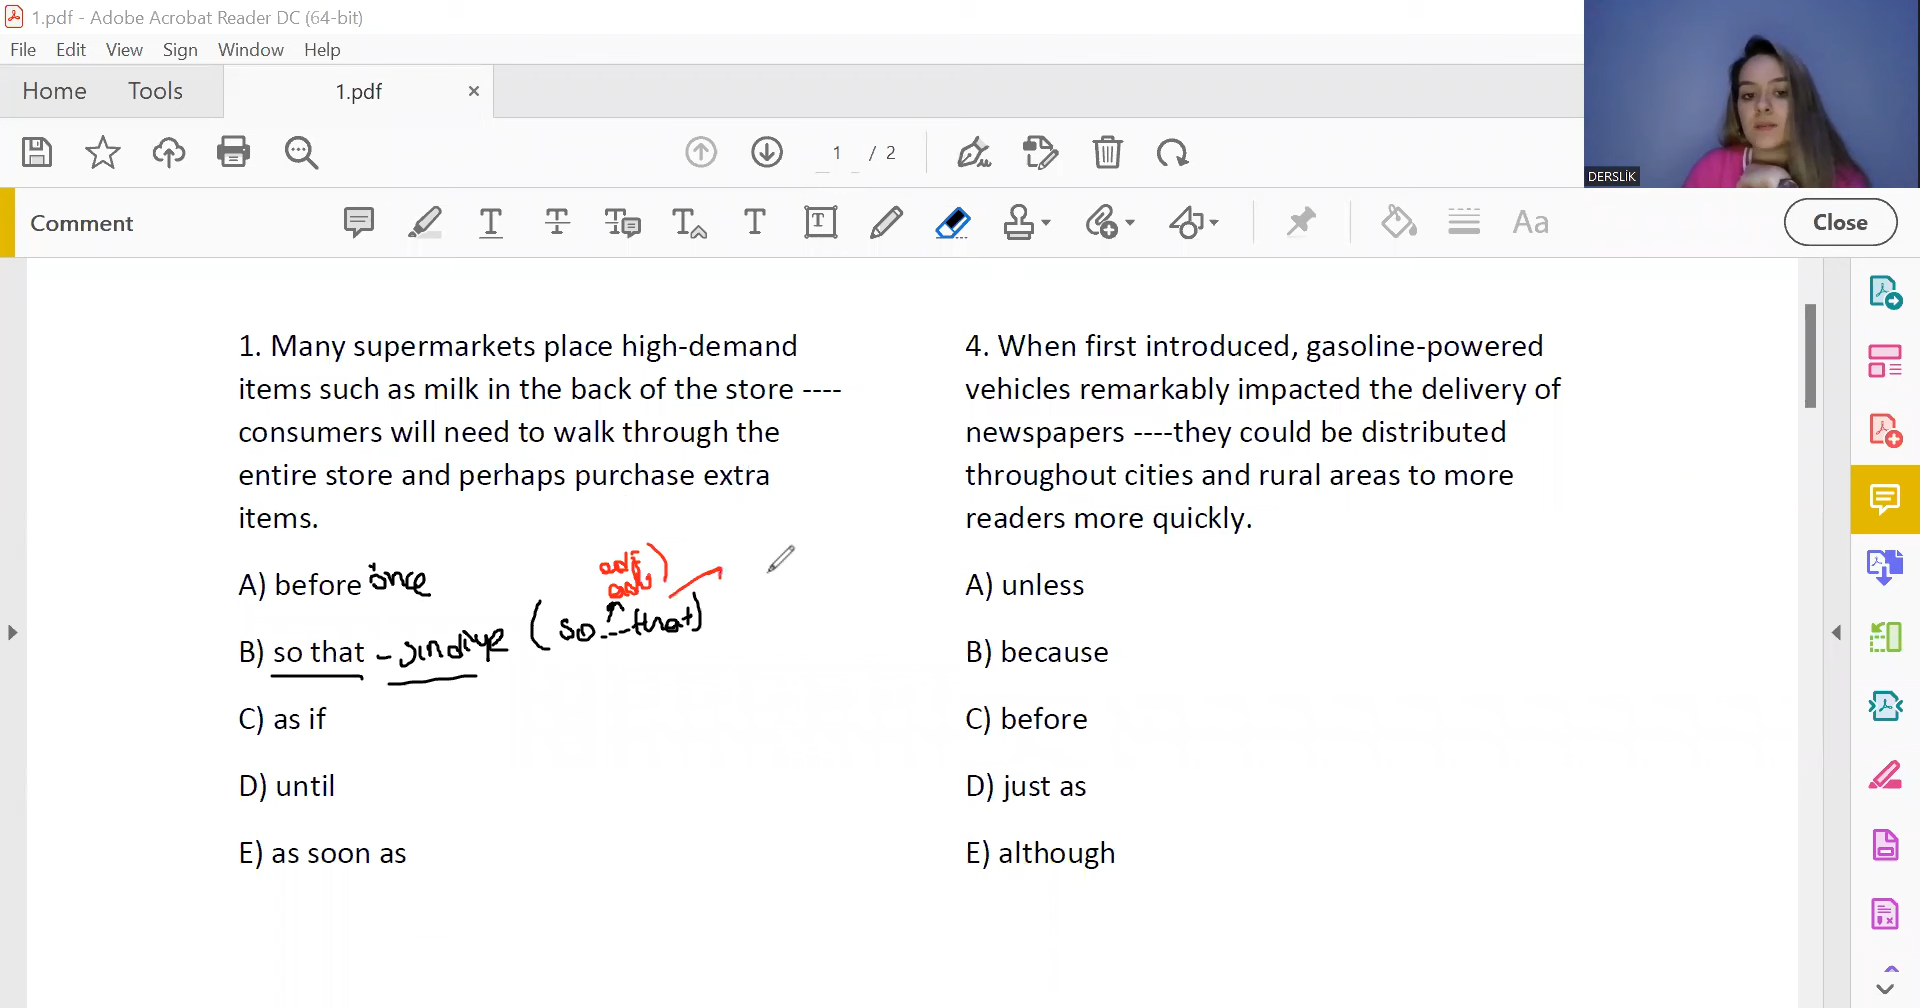 1.pdf - Adobe Acrobat Reader DC (64-bit)
File Edit View Sign Window Help
Home Tools 1.pdf ×
1 / 2
DERSLİK
Comment
Aa
Close
1. Many supermarkets place high-demand
items such as milk in the back of the store ----
consumers will need to walk through the
entire store and perhaps purchase extra
items.
A) before önce
B) so that (so ... that)
adj
C) as if
D) until
E) as soon as
4. When first introduced, gasoline-powered
vehicles remarkably impacted the delivery of
newspapers ----they could be distributed
throughout cities and rural areas to more
readers more quickly.
A) unless
B) because
C) before
D) just as
E) although